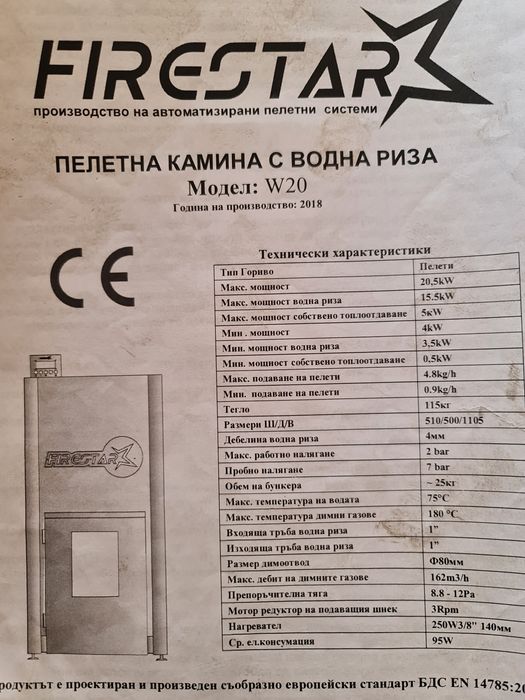 FIRESTAR
производство на автоматизирани пелетни системи
ПЕЛЕТНА КАМИНА С ВОДНА РИЗА
Модел: W20
Година на производство: 2018
CE
Технически характеристики
Тип Гориво Пелети
Макс. мощност 20,5kW
Макс. мощност водна риза 15.5kW
Макс. мощност собствено топлоотдаване 5кW
Мин . мощност 4kW
Мин. мощност водна риза 3,5kW
Мин. мощност собствено топлоотдаване 0.5kW
Макс. подаване на пелети 4.8kg/h
Мин. подаване на пелети 0.9kg/h
Тегло 115кг
Размери Ш/Д/В 510/500/1105
Дебелина водна риза 4мм
Макс. работно налягане 2 bar
Пробно налягане 7 bar
Обем на бункера ~ 25кг
Макс. температура на водата 75°C
Макс. температура димни газове 180 °C
Входяща тръба водна риза 1"
Изходяща тръба водна риза 1"
Размер димоотвод Ф80мм
Макс. дебит на димните газове 162m3/h
Препоръчителна тяга 8.8 - 12Pa
Мотор редуктор на подаващия шнек 3Rpm
Нагревател 250W3/8" 140мм
Ср. ел.консумация 95W
FIRESTAR
родуктът е проектиран и произведен съобразно европейски стандарт БДС EN 14785:20